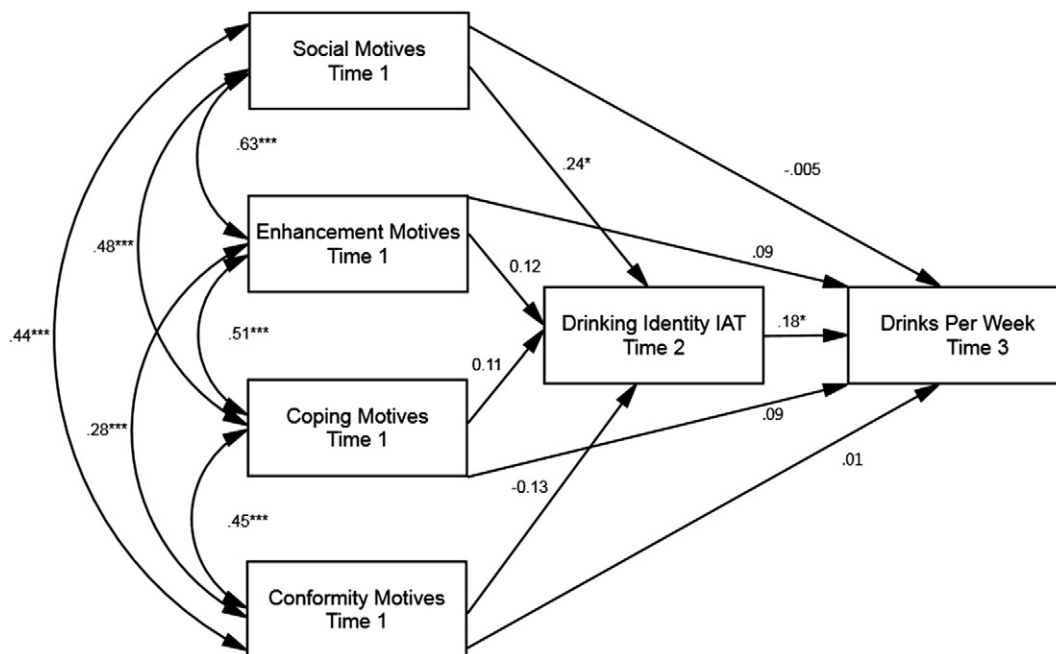 Social Motives
Time 1
.63***
.24*
-.005
Enhancement Motives
Time 1
.48***
0.12
.09
Drinking Identity IAT
Time 2
.18*
Drinks Per Week
Time 3
.44***
.51***
0.11
Coping Motives
Time 1
.09
.28***
-0.13
.01
.45***
Conformity Motives
Time 1